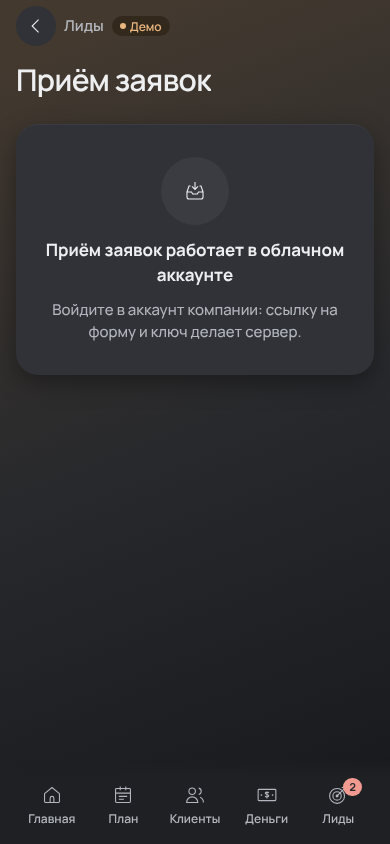 Лиды
Демо
Приём заявок
Приём заявок работает в облачном
аккаунте
Войдите в аккаунт компании: ссылку на
форму и ключ делает сервер.
2
Главная
План
Клиенты
Деньги
Лиды